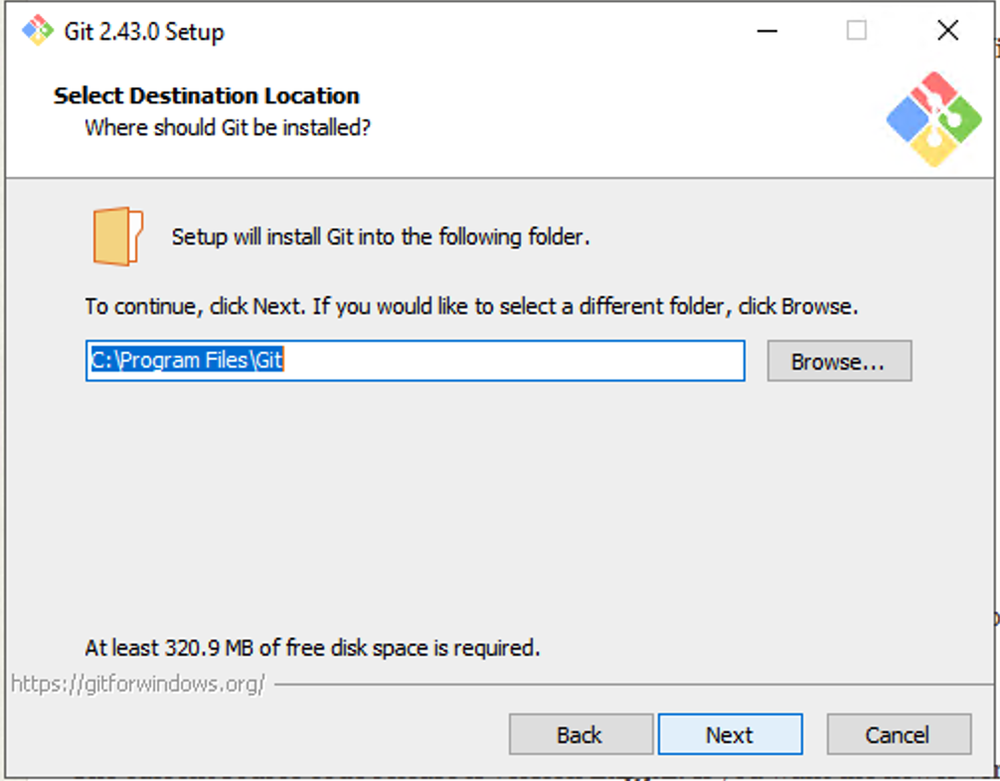 Git 2.43.0 Setup
Select Destination Location
Where should Git be installed?
Setup will install Git into the following folder.
To continue, click Next. If you would like to select a different folder, click Browse.
C:\Program Files\Git
Browse...
At least 320.9 MB of free disk space is required.
https://gitforwindows.org/
Back
Next
Cancel